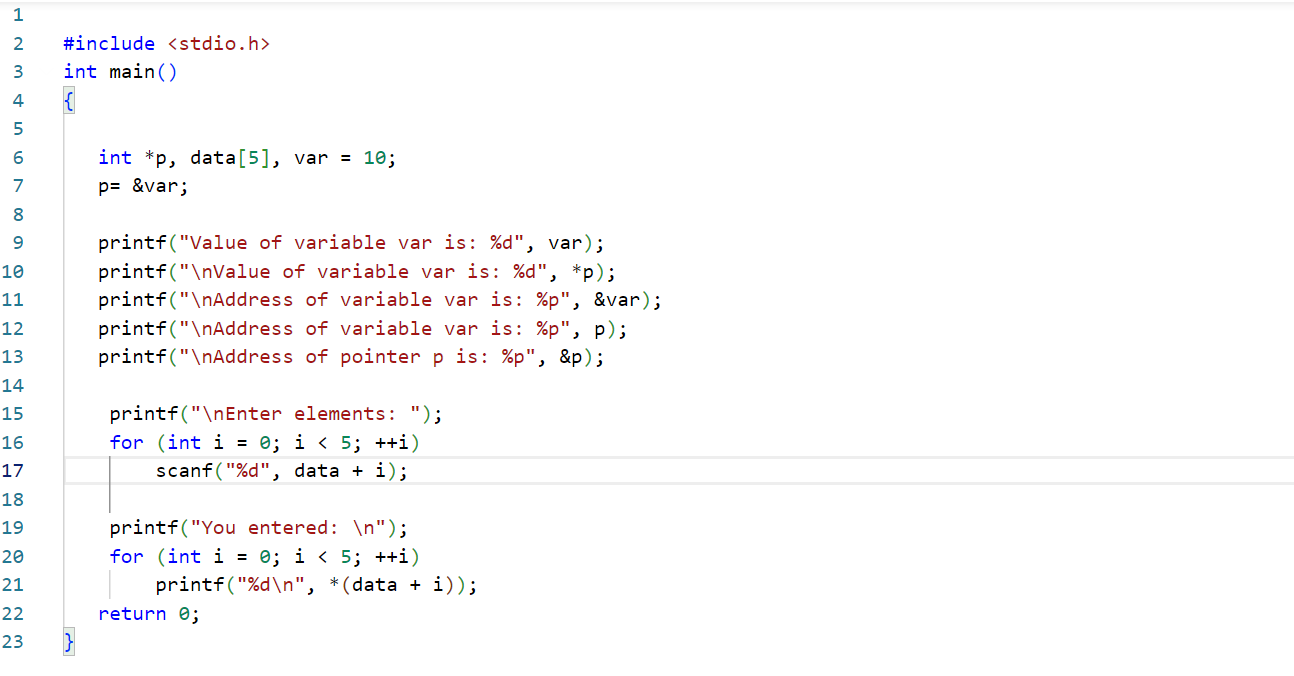 1
2 #include <stdio.h>
3 int main()
4 {
5
6 int *p, data[5], var = 10;
7 p= &var;
8
9 printf("Value of variable var is: %d", var);
10 printf("\nValue of variable var is: %d", *p);
11 printf("\nAddress of variable var is: %p", &var);
12 printf("\nAddress of variable var is: %p", p);
13 printf("\nAddress of pointer p is: %p", &p);
14
15 printf("\nEnter elements: ");
16 for (int i = 0; i < 5; ++i)
17 scanf("%d", data + i);
18
19 printf("You entered: \n");
20 for (int i = 0; i < 5; ++i)
21 printf("%d\n", *(data + i));
22 return 0;
23 }